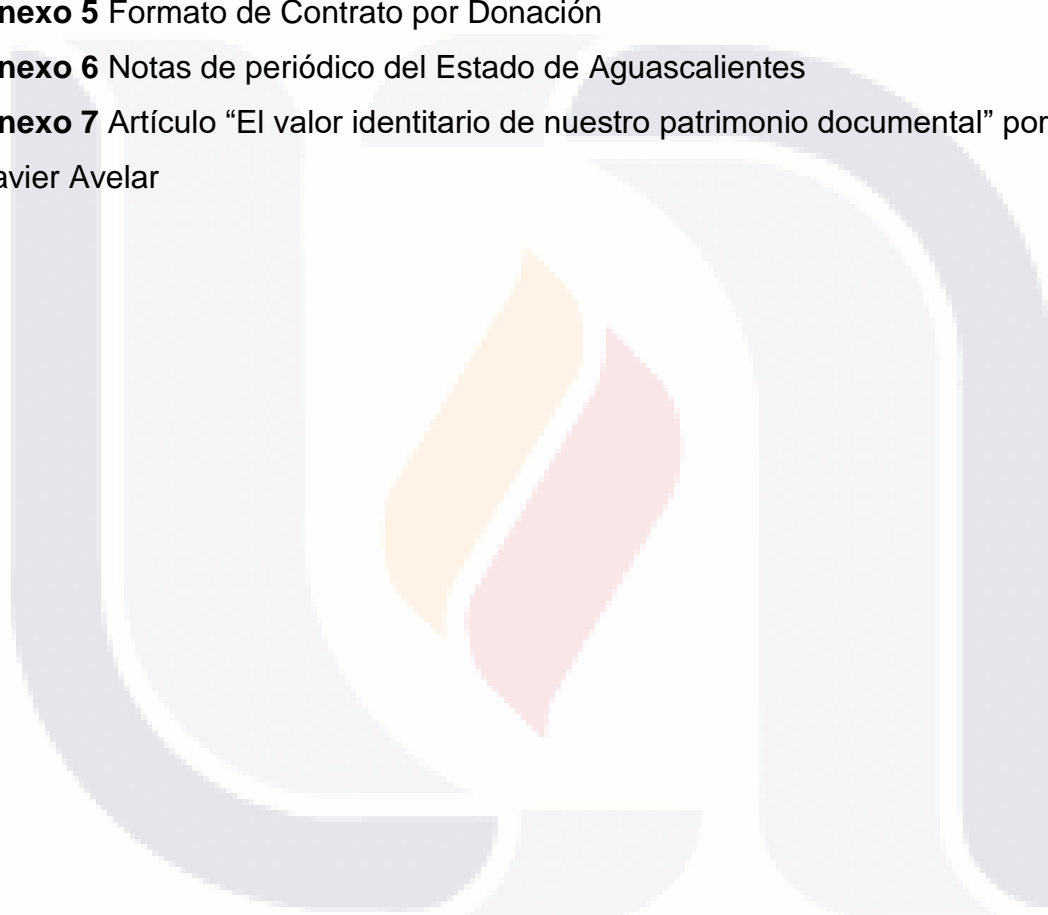 nexo 5 Formato de Contrato por Donación
nexo 6 Notas de periódico del Estado de Aguascalientes
nexo 7 Artículo “El valor identitario de nuestro patrimonio documental” por
avier Avelar